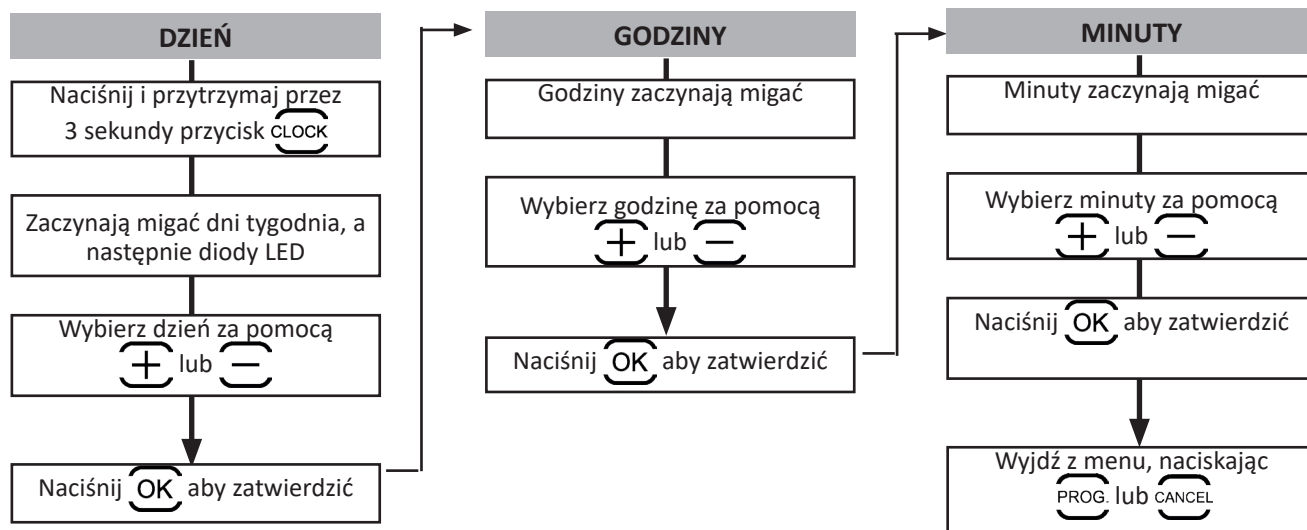 DZIEŃ
Naciśnij i przytrzymaj przez
3 sekundy przycisk CLOCK
Zaczynają migać dni tygodnia, a
następnie diody LED
Wybierz dzień za pomocą
+ lub −
Naciśnij OK aby zatwierdzić
GODZINY
Godziny zaczynają migać
Wybierz godzinę za pomocą
+ lub −
Naciśnij OK aby zatwierdzić
MINUTY
Minuty zaczynają migać
Wybierz minuty za pomocą
+ lub −
Naciśnij OK aby zatwierdzić
Wyjdź z menu, naciskając
PROG. lub CANCEL